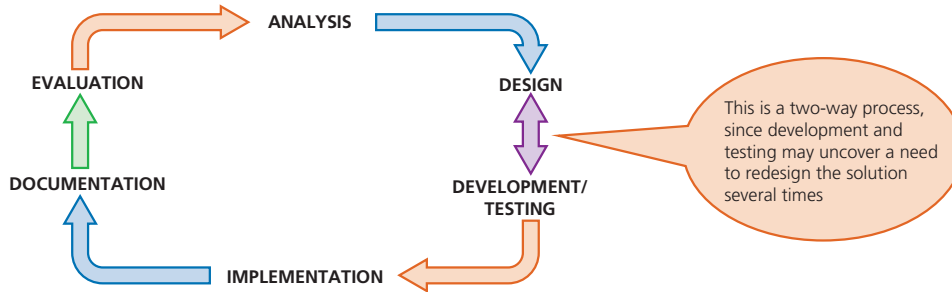 ANALYSIS
EVALUATION
DESIGN
This is a two-way process,
since development and
testing may uncover a need
to redesign the solution
several times
DOCUMENTATION
DEVELOPMENT/
TESTING
IMPLEMENTATION